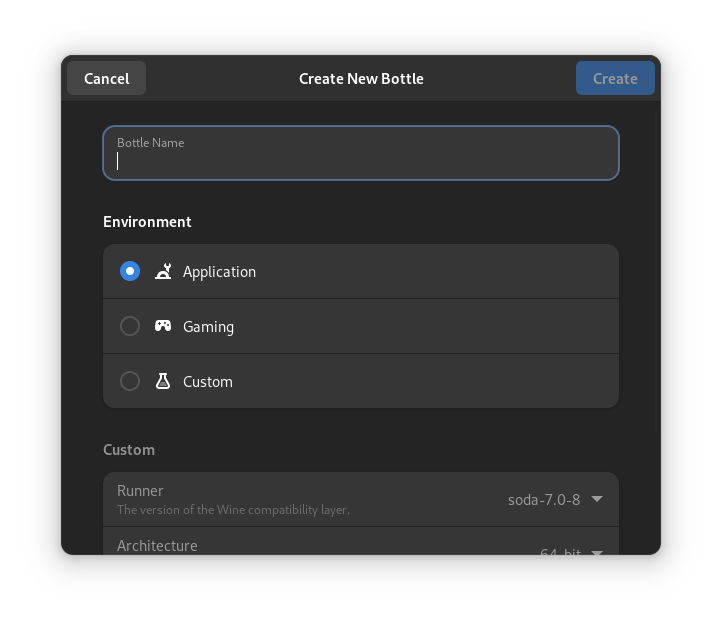 Cancel
Create New Bottle
Create
Bottle Name
Environment
Application
Gaming
Custom
Custom
Runner
The version of the Wine compatibility layer.
soda-7.0-8
Architecture
64-bit